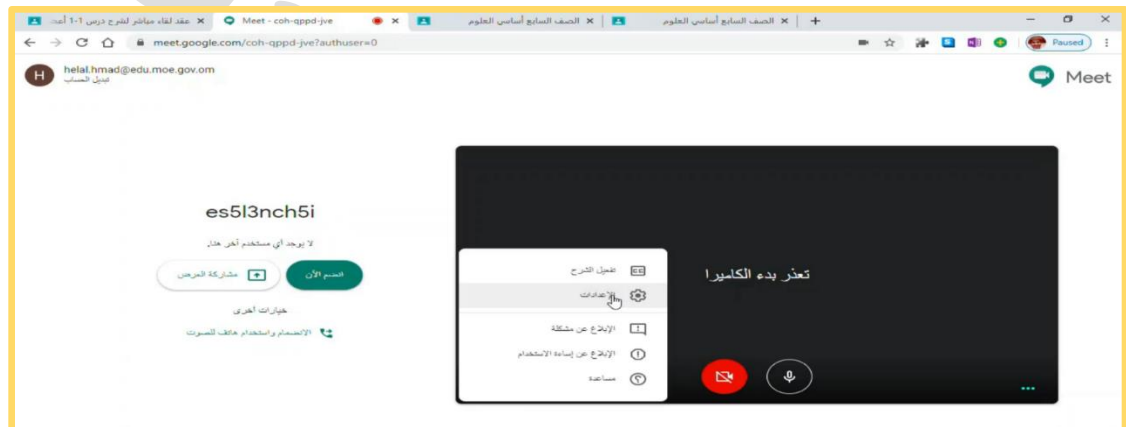 عقد لقاء مباشر لشرح درس 1-1 أعد
Meet - coh-qppd-jve
الصف السابع أساسي العلوم
الصف السابع أساسي العلوم
meet.google.com/coh-qppd-jve?authuser=0
Paused
H
helal.hmad@edu.moe.gov.om
تبديل الحساب
Meet
es5l3nch5i
لا يوجد أي مستخدم آخر هنا.
انضم الآن
مشاركة العرض
خيارات أخرى
الانضمام واستخدام هاتف للصوت
تفعيل الشرح
الإعدادات
الإبلاغ عن مشكلة
الإبلاغ عن إساءة الاستخدام
مساعدة
تعذر بدء الكاميرا